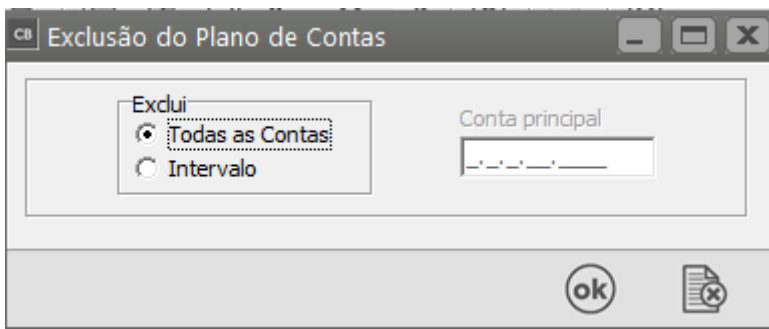 CB Exclusão do Plano de Contas
Exclui
Todas as Contas
Intervalo
Conta principal
_._._.__.____
ok